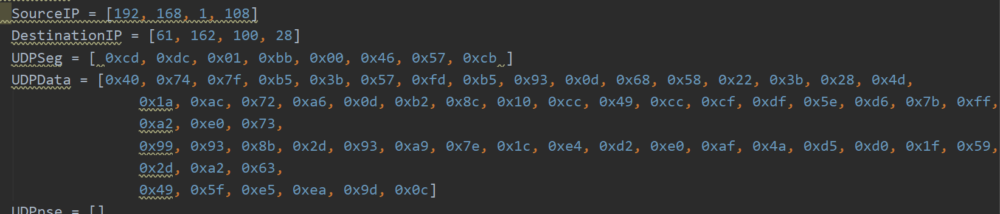 SourceIP = [192, 168, 1, 108]
DestinationIP = [61, 162, 100, 28]
UDPSeg = [ 0xcd, 0xdc, 0x01, 0xbb, 0x00, 0x46, 0x57, 0xcb ]
UDPData = [0x40, 0x74, 0x7f, 0xb5, 0x3b, 0x57, 0xfd, 0xb5, 0x93, 0x0d, 0x68, 0x58, 0x22, 0x3b, 0x28, 0x4d,
0x1a, 0xac, 0x72, 0xa6, 0x0d, 0xb2, 0x8c, 0x10, 0xcc, 0x49, 0xcc, 0xcf, 0xdf, 0x5e, 0xd6, 0x7b, 0xff,
0xa2, 0xe0, 0x73,
0x99, 0x93, 0x8b, 0x2d, 0x93, 0xa9, 0x7e, 0x1c, 0xe4, 0xd2, 0xe0, 0xaf, 0x4a, 0xd5, 0xd0, 0x1f, 0x59,
0x2d, 0xa2, 0x63,
0x49, 0x5f, 0xe5, 0xea, 0x9d, 0x0c]
UDPpse = []